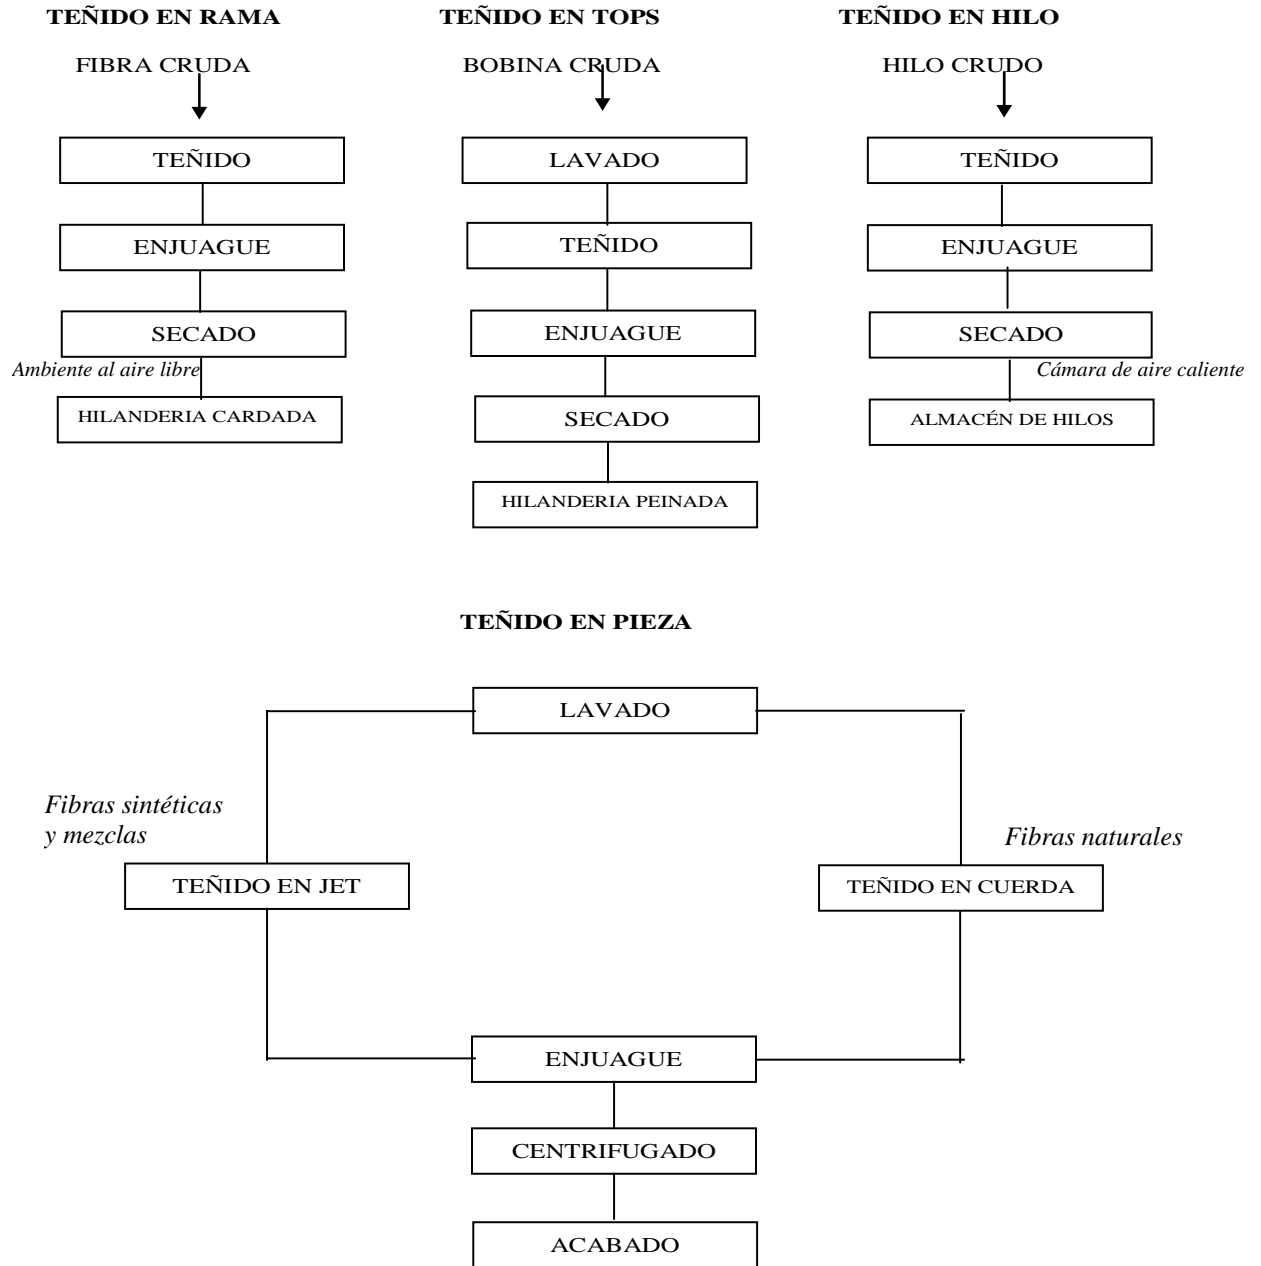 TEÑIDO EN RAMA
FIBRA CRUDA
TEÑIDO
ENJUAGUE
SECADO
Ambiente al aire libre
HILANDERIA CARDADA
TEÑIDO EN TOPS
BOBINA CRUDA
LAVADO
TEÑIDO
ENJUAGUE
SECADO
HILANDERIA PEINADA
TEÑIDO EN HILO
HILO CRUDO
TEÑIDO
ENJUAGUE
SECADO
Cámara de aire caliente
ALMACÉN DE HILOS
TEÑIDO EN PIEZA
LAVADO
Fibras sintéticas
y mezclas
Fibras naturales
TEÑIDO EN JET
TEÑIDO EN CUERDA
ENJUAGUE
CENTRIFUGADO
ACABADO